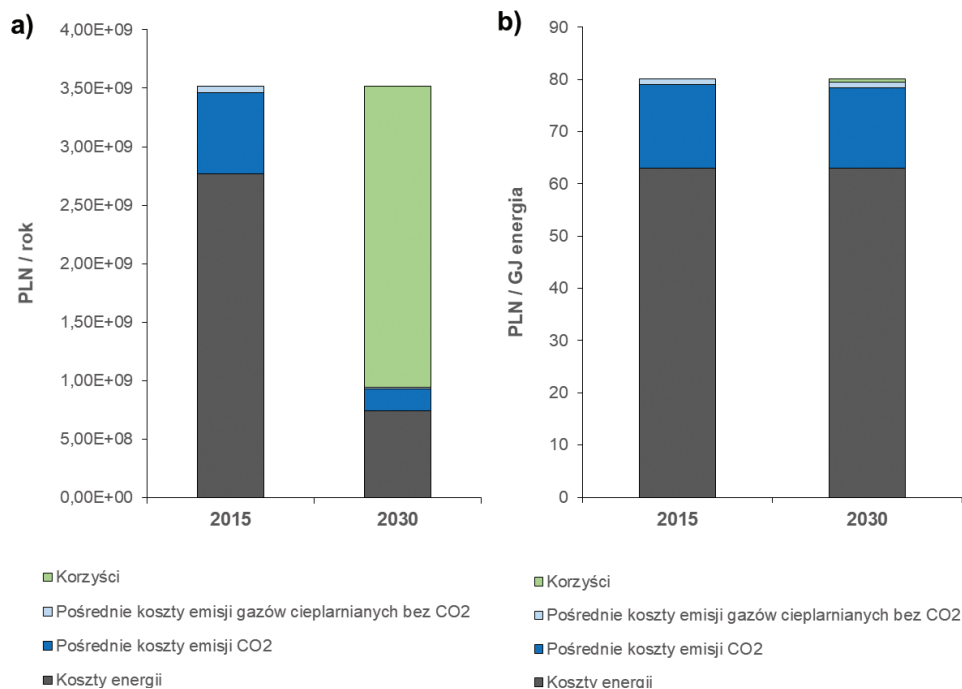 a)
PLN / rok
4,00E+09
3,50E+09
3,00E+09
2,50E+09
2,00E+09
1,50E+09
1,00E+09
5,00E+08
0,00E+00
2015 2030
Korzyści
Pośrednie koszty emisji gazów cieplarnianych bez CO2
Pośrednie koszty emisji CO2
Koszty energii
b)
PLN / GJ energia
90
80
70
60
50
40
30
20
10
0
2015 2030
Korzyści
Pośrednie koszty emisji gazów cieplarnianych bez CO2
Pośrednie koszty emisji CO2
Koszty energii